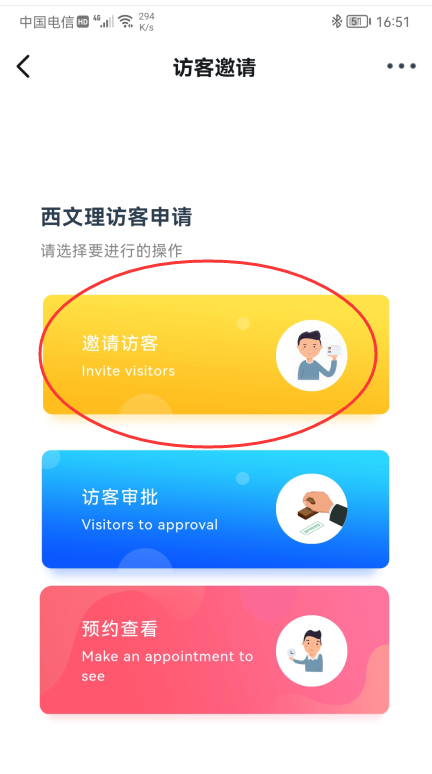 中国电信 HD 4G 294 K/s 51 16:51
访客邀请
西文理访客申请
请选择要进行的操作
邀请访客
Invite visitors
访客审批
Visitors to approval
预约查看
Make an appointment to
see